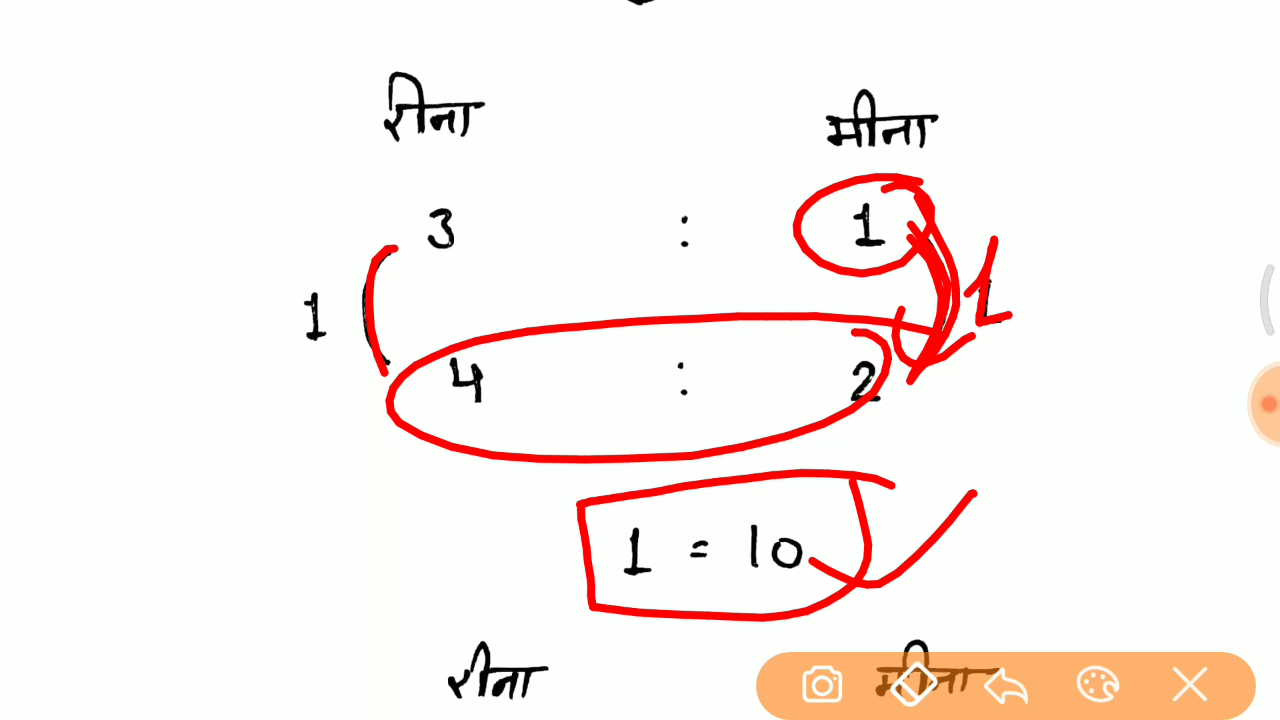 रीना मीना
3 : 1
1 1
4 : 2
1 = 10
रीना मीना